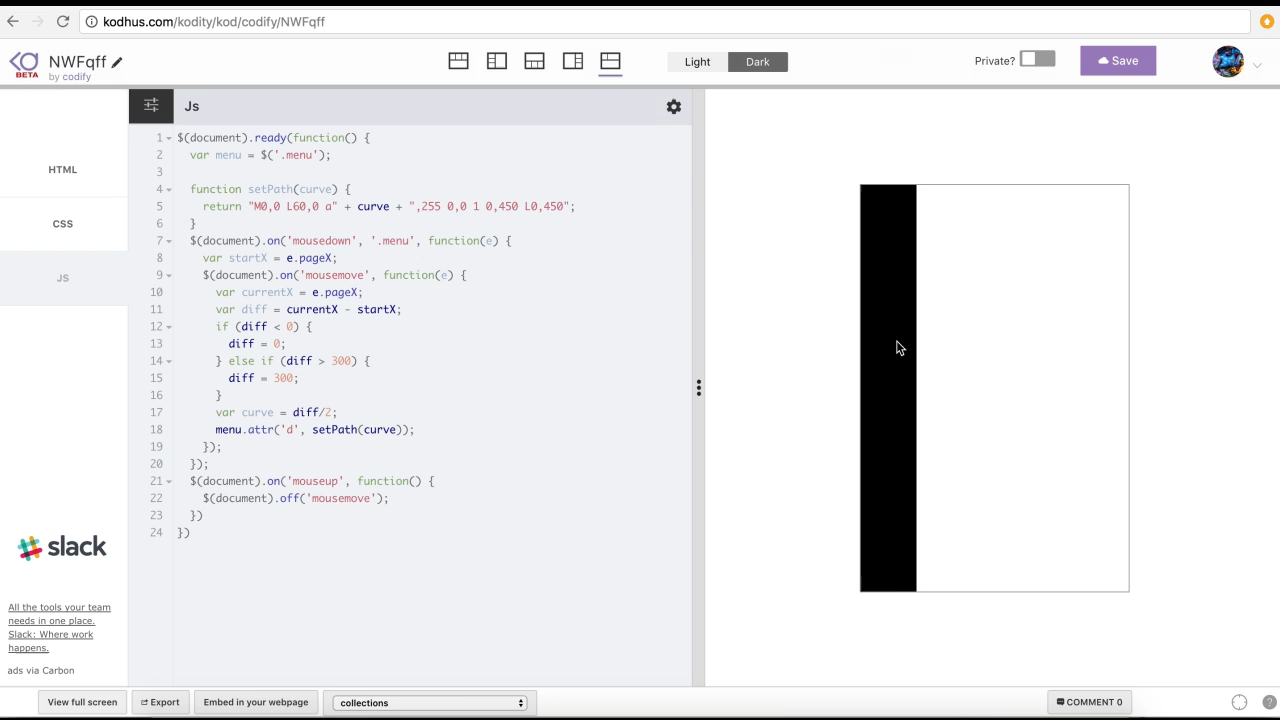 kodhus.com/kodity/kod/codify/NWFqff
NWFqff
BETA
by codify
Light
Dark
Private?
Save
HTML
CSS
JS
Js
1 $(document).ready(function() {
2 var menu = $('.menu');
3
4 function setPath(curve) {
5 return "M0,0 L60,0 a" + curve + ",255 0,0 1 0,450 L0,450";
6 }
7 $(document).on('mousedown', '.menu', function(e) {
8 var startX = e.pageX;
9 $(document).on('mousemove', function(e) {
10 var currentX = e.pageX;
11 var diff = currentX - startX;
12 if (diff < 0) {
13 diff = 0;
14 } else if (diff > 300) {
15 diff = 300;
16 }
17 var curve = diff/2;
18 menu.attr('d', setPath(curve));
19 });
20 });
21 $(document).on('mouseup', function() {
22 $(document).off('mousemove');
23 })
24 })
slack
All the tools your team
needs in one place.
Slack: Where work
happens.
ads via Carbon
View full screen
Export
Embed in your webpage
collections
COMMENT 0
?